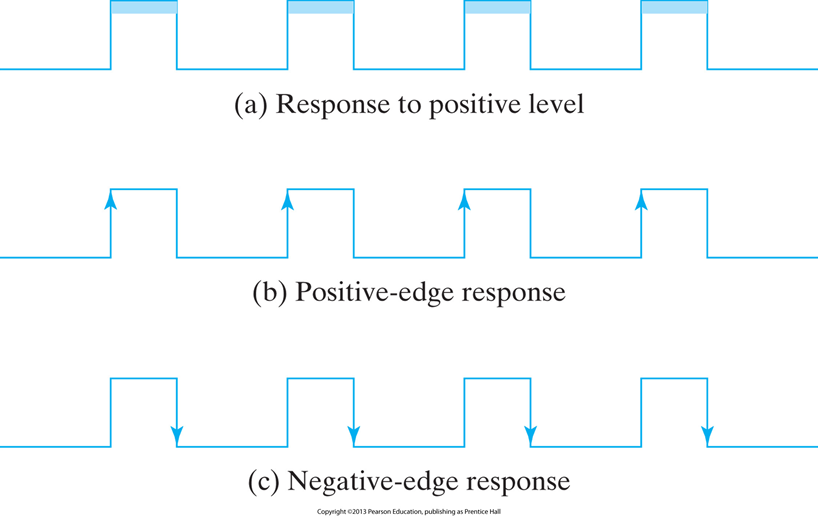 (a) Response to positive level
(b) Positive-edge response
(c) Negative-edge response
Copyright ©2013 Pearson Education, publishing as Prentice Hall